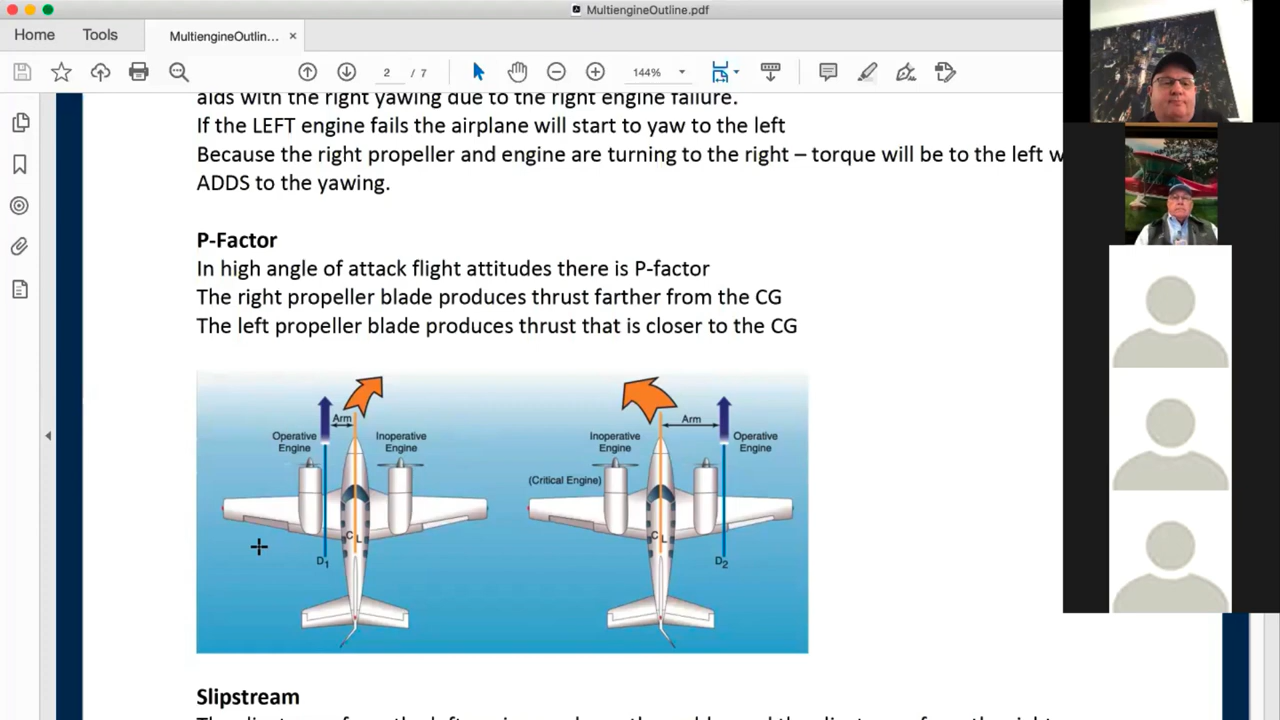 MultiengineOutline.pdf
Home
Tools
MultiengineOutlin...
2 / 7
144%
aids with the right yawing due to the right engine failure.
If the LEFT engine fails the airplane will start to yaw to the left
Because the right propeller and engine are turning to the right – torque will be to the left w
ADDS to the yawing.
P-Factor
In high angle of attack flight attitudes there is P-factor
The right propeller blade produces thrust farther from the CG
The left propeller blade produces thrust that is closer to the CG
Arm
Operative
Engine
Inoperative
Engine
CL
D1
Arm
Inoperative
Engine
Operative
Engine
(Critical Engine)
CL
D2
Slipstream